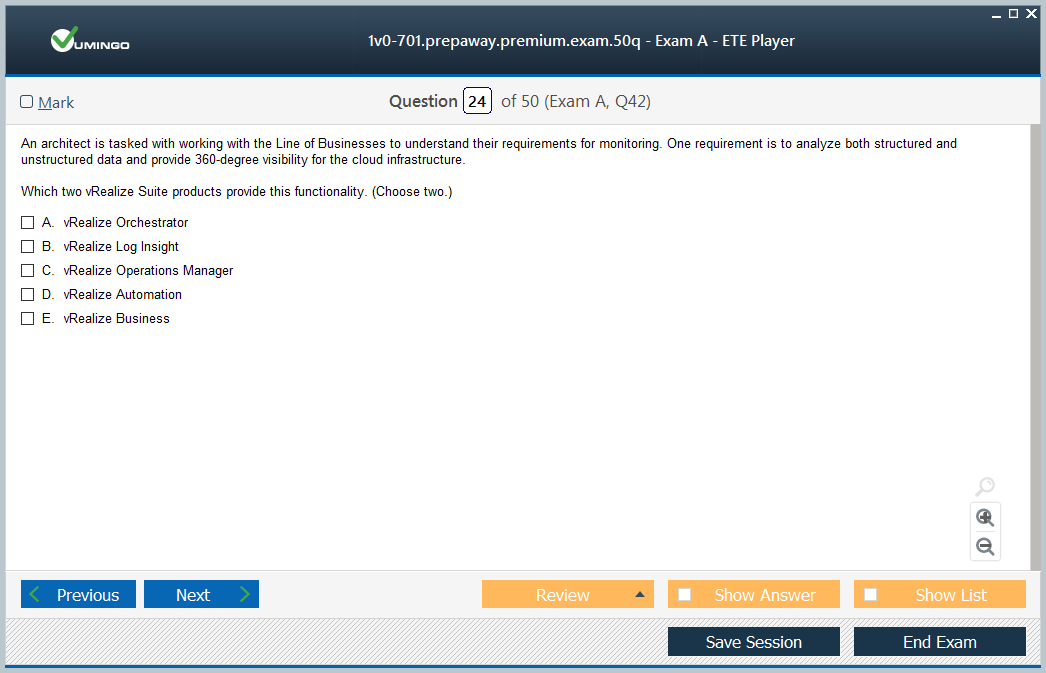 VUMINGO
1v0-701.prepaway.premium.exam.50q - Exam A - ETE Player
Mark
Question 24 of 50 (Exam A, Q42)
An architect is tasked with working with the Line of Businesses to understand their requirements for monitoring. One requirement is to analyze both structured and
unstructured data and provide 360-degree visibility for the cloud infrastructure.
Which two vRealize Suite products provide this functionality. (Choose two.)
A. vRealize Orchestrator
B. vRealize Log Insight
C. vRealize Operations Manager
D. vRealize Automation
E. vRealize Business
Previous
Next
Review
Show Answer
Show List
Save Session
End Exam